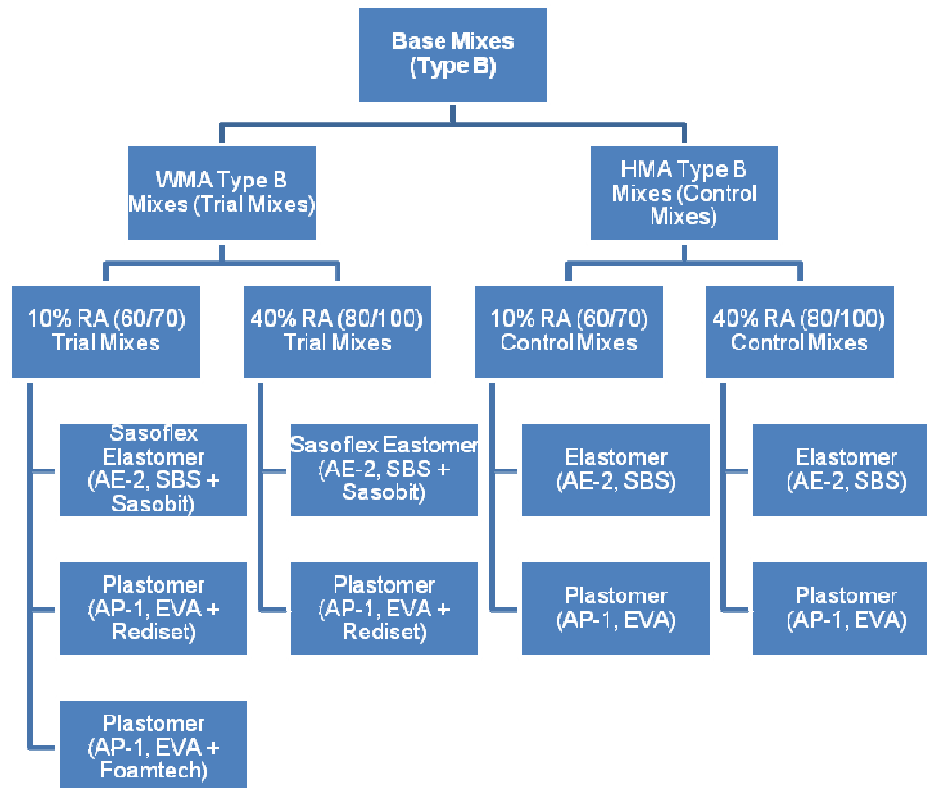 Base Mixes
(Type B)
WMA Type B
Mixes (Trial Mixes)
HMA Type B
Mixes (Control
Mixes)
10% RA (60/70)
Trial Mixes
40% RA (80/100)
Trial Mixes
10% RA (60/70)
Control Mixes
40% RA (80/100)
Control Mixes
Sasoflex
Elastomer
(AE-2, SBS +
Sasobit)
Sasoflex Eastomer
(AE-2, SBS +
Sasobit)
Elastomer
(AE-2, SBS)
Elastomer
(AE-2, SBS)
Plastomer
(AP-1, EVA +
Rediset)
Plastomer
(AP-1, EVA +
Rediset)
Plastomer
(AP-1, EVA)
Plastomer
(AP-1, EVA)
Plastomer
(AP-1, EVA +
Foamtech)